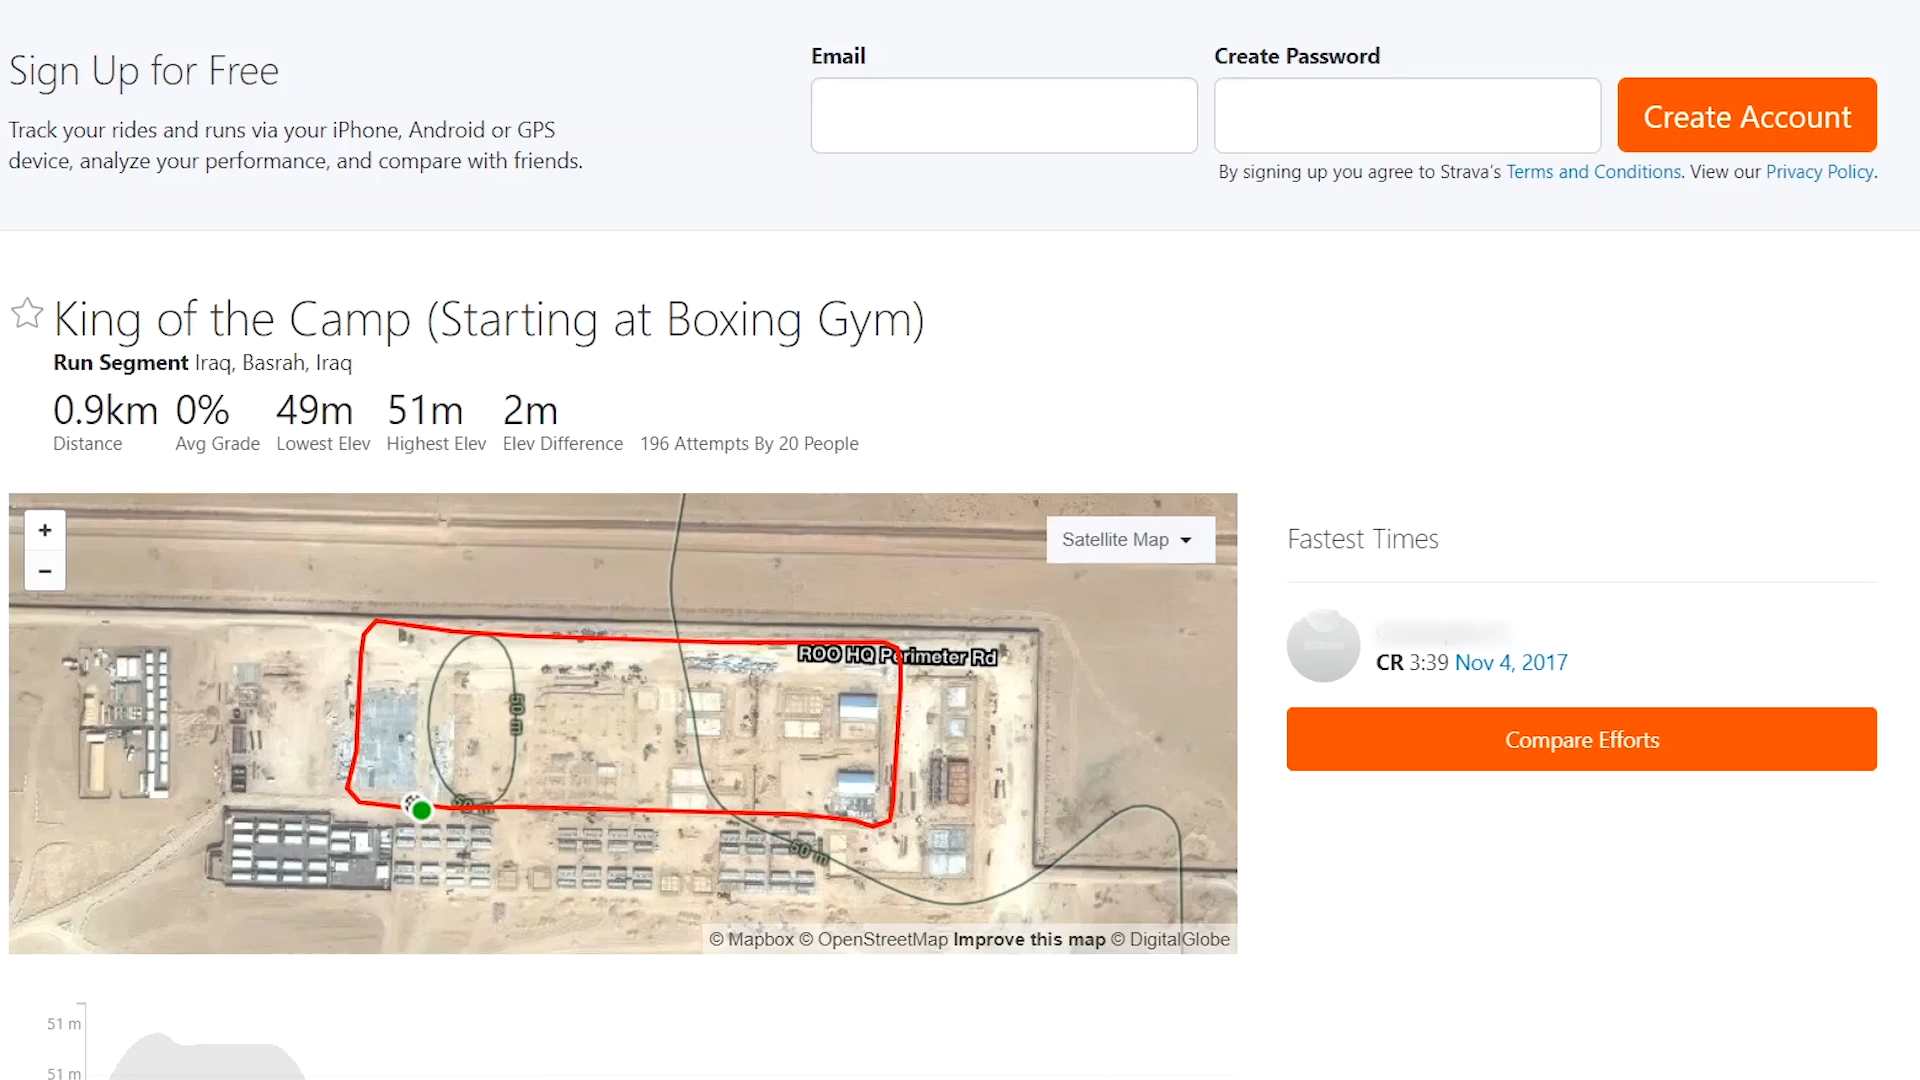 Sign Up for Free
Track your rides and runs via your iPhone, Android or GPS
device, analyze your performance, and compare with friends.
Email
Create Password
Create Account
By signing up you agree to Strava's Terms and Conditions. View our Privacy Policy.
King of the Camp (Starting at Boxing Gym)
Run Segment Iraq, Basrah, Iraq
0.9km 0% 49m 51m 2m
Distance Avg Grade Lowest Elev Highest Elev Elev Difference 196 Attempts By 20 People
+
−
Satellite Map
ROO HQ Perimeter Rd
50 m
50 m
© Mapbox © OpenStreetMap Improve this map © DigitalGlobe
Fastest Times
CR 3:39 Nov 4, 2017
Compare Efforts
51 m
51 m